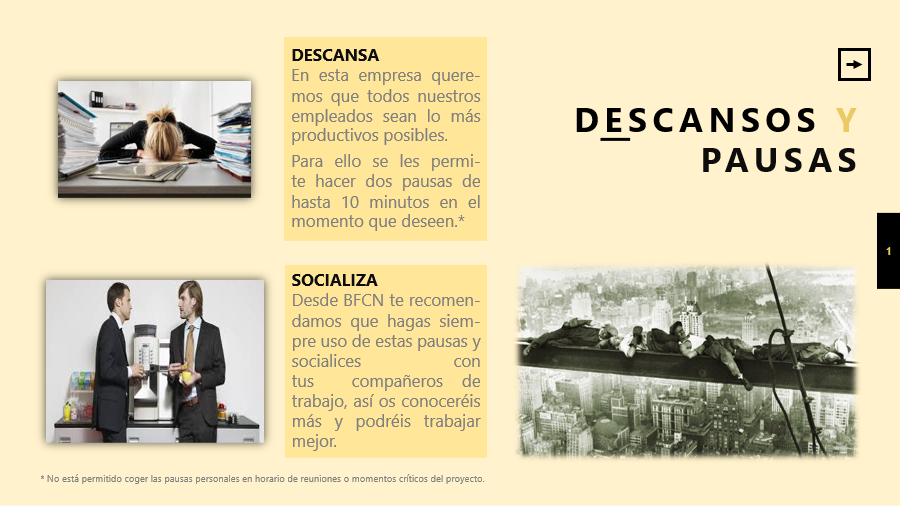 DESCANSOS Y
PAUSAS
DESCANSA
En esta empresa quere-
mos que todos nuestros
empleados sean lo más
productivos posibles.
Para ello se les permi-
te hacer dos pausas de
hasta 10 minutos en el
momento que deseen.*
SOCIALIZA
Desde BFCN te recomen-
damos que hagas siem-
pre uso de estas pausas y
socialices con
tus compañeros de
trabajo, así os conoceréis
más y podréis trabajar
mejor.
1
* No está permitido coger las pausas personales en horario de reuniones o momentos críticos del proyecto.